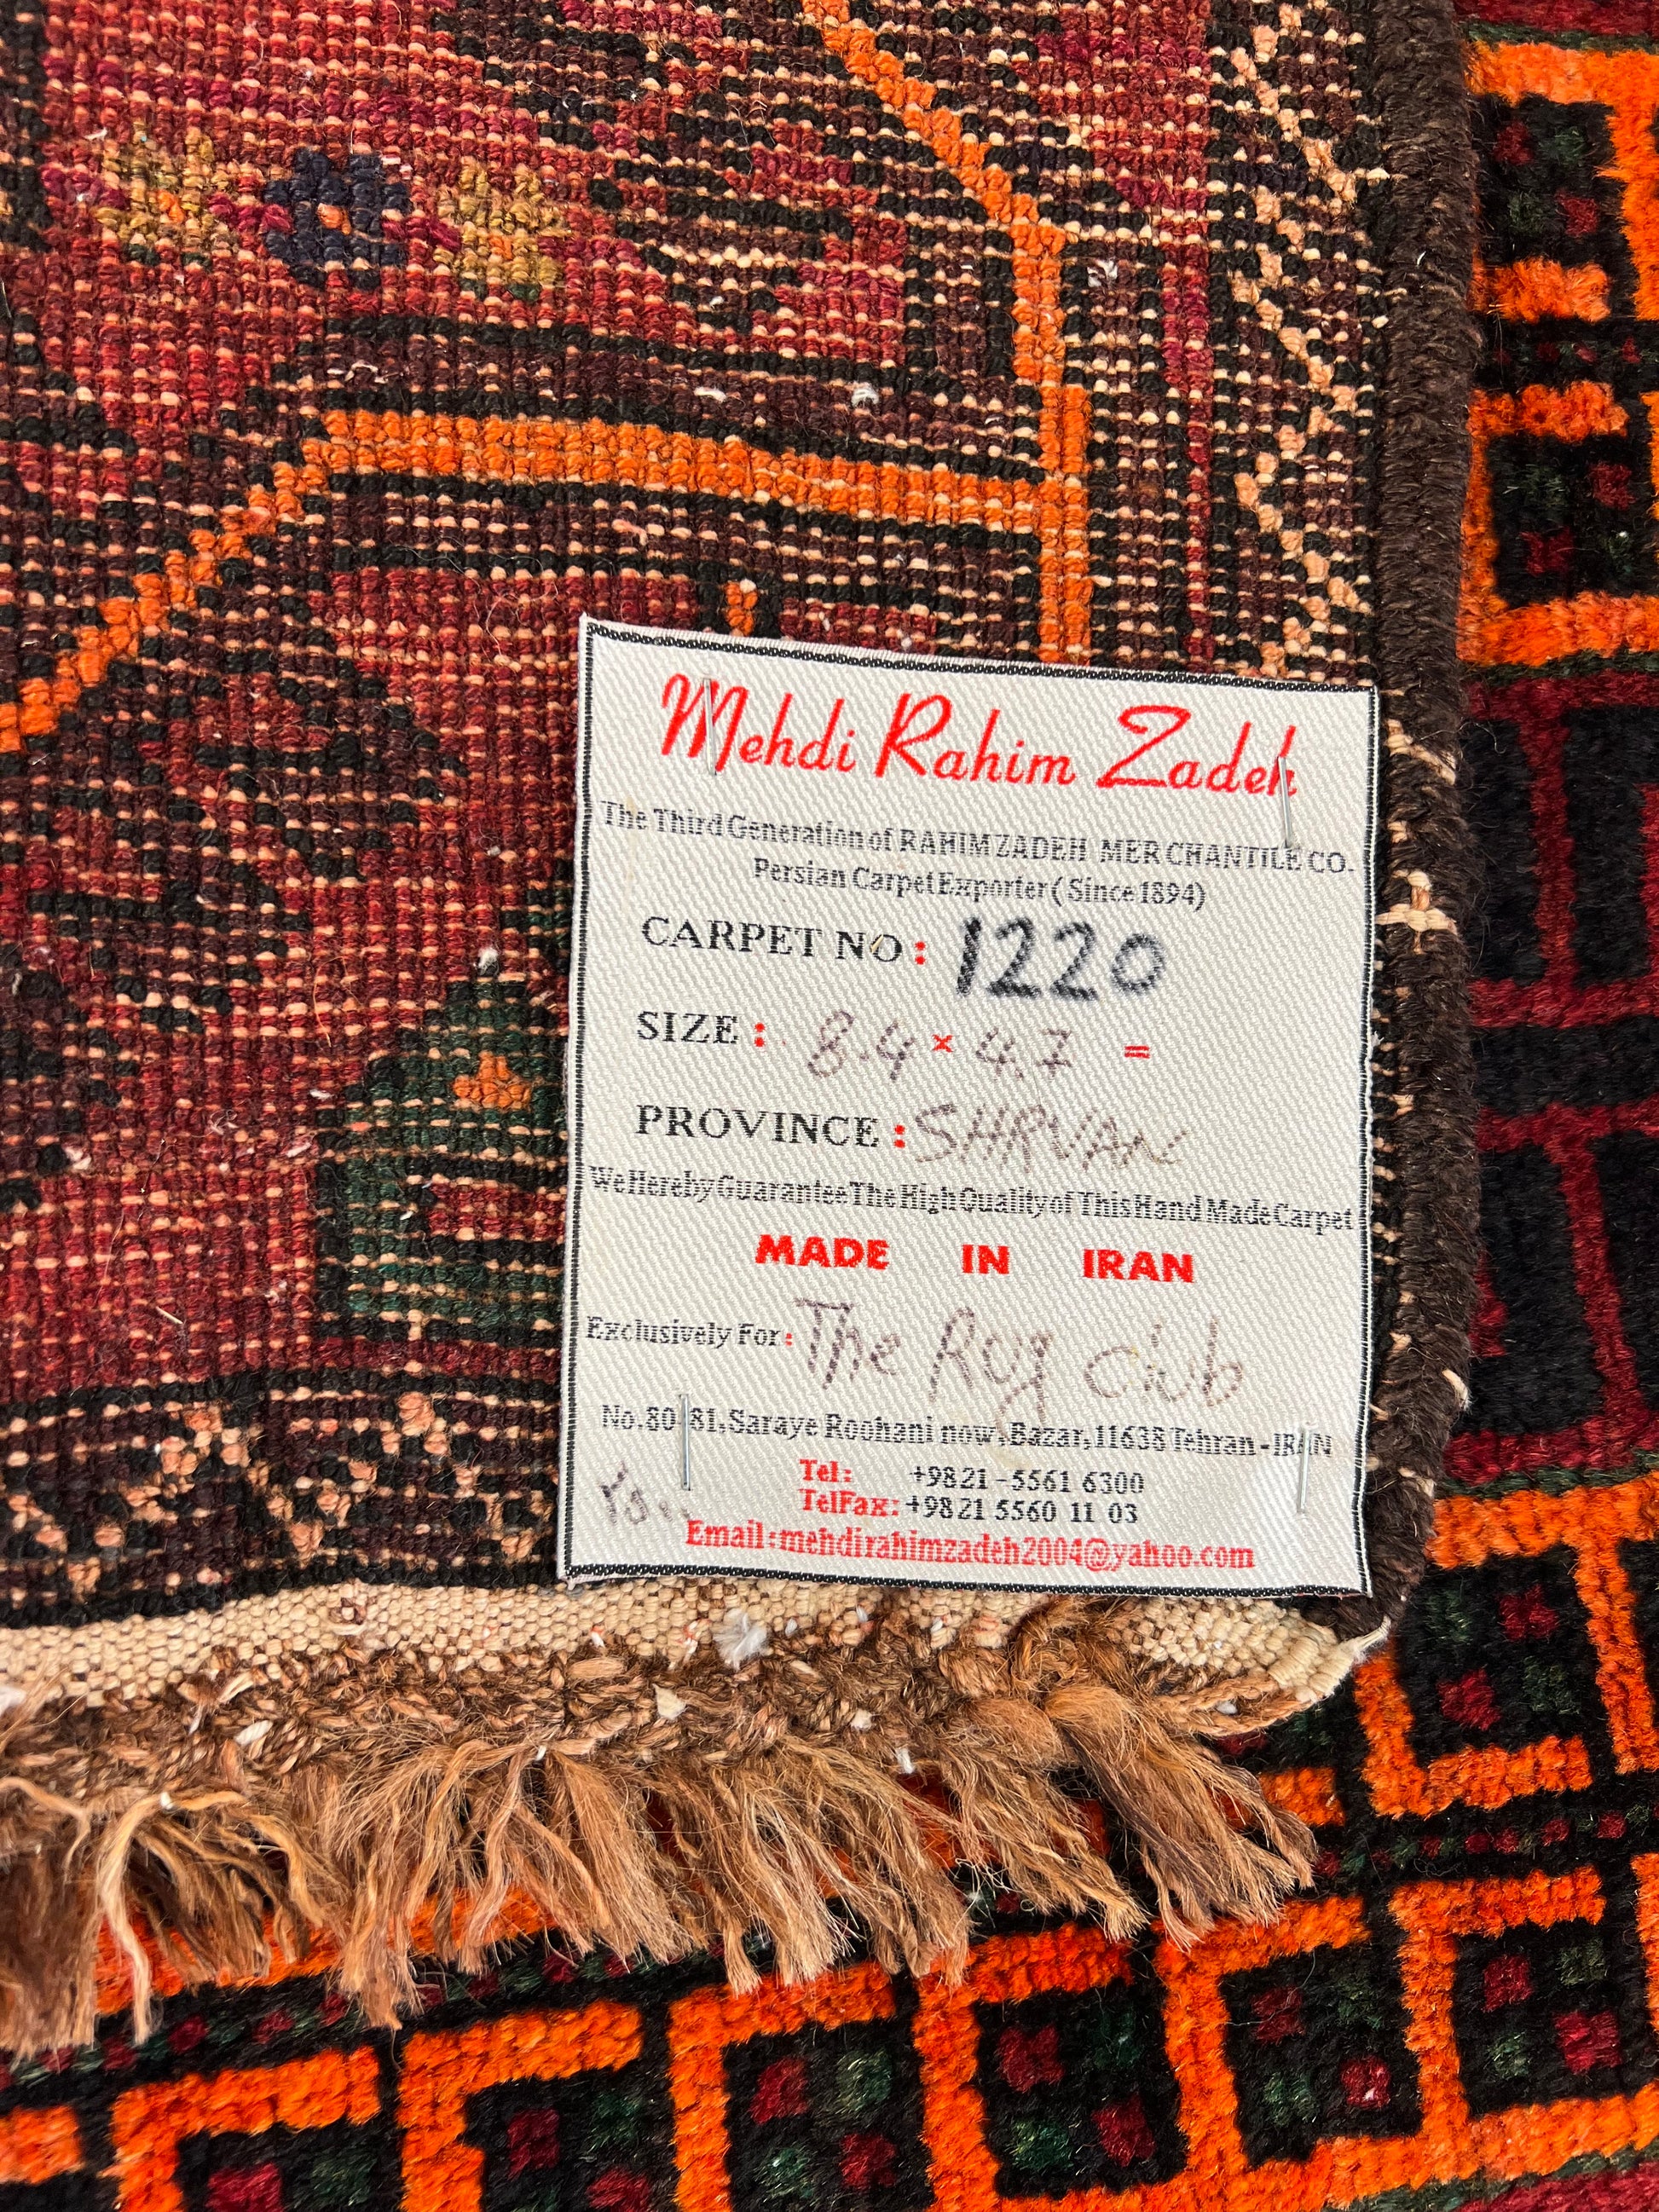 Mehdi Rahim Zadeh
The Third Generation of RAHIMZADEH MERCHANTILE CO.
Persian Carpet Exporter ( Since 1894)
CARPET NO : 1220
SIZE : 8.4 × 4.7 =
PROVINCE : SHRVAN
We Hereby Guarantee The High Quality of This Hand Made Carpet
MADE IN IRAN
Exclusively For: The Rug Club
No. 80-81, Saraye Roohani now, Bazar, 11638 Tehran - IRAN
Tel: +9821-5561 6300
TelFax: +9821 5560 11 03
Email:mehdirahimzadeh2004@yahoo.com